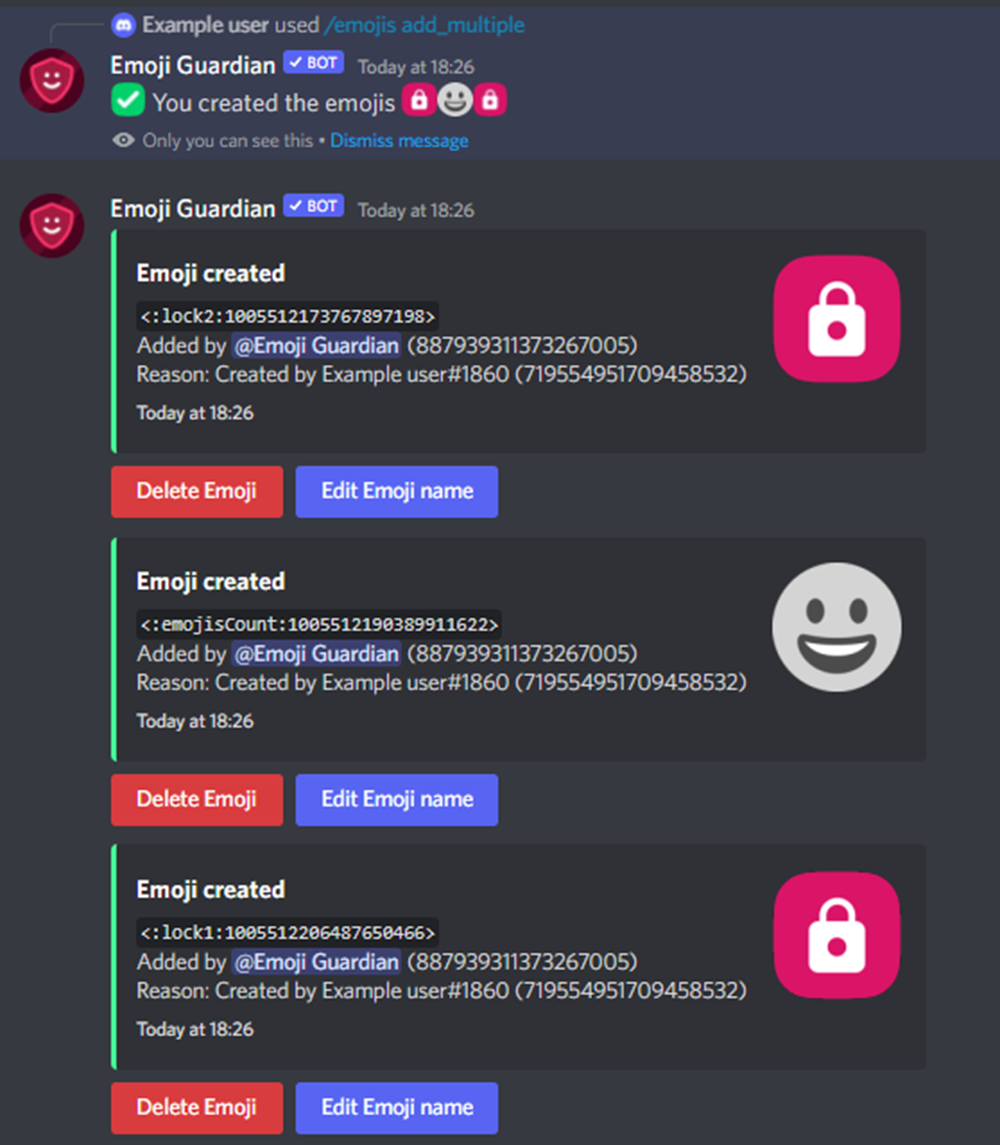 Example user used /emojis add_multiple
Emoji Guardian BOT Today at 18:26
You created the emojis
Only you can see this • Dismiss message
Emoji Guardian BOT Today at 18:26
Emoji created
<:lock2:1005512173767897198>
Added by @Emoji Guardian (887939311373267005)
Reason: Created by Example user#1860 (719554951709458532)
Today at 18:26
Delete Emoji Edit Emoji name
Emoji created
<:emojisCount:1005512190389911622>
Added by @Emoji Guardian (887939311373267005)
Reason: Created by Example user#1860 (719554951709458532)
Today at 18:26
Delete Emoji Edit Emoji name
Emoji created
<:lock1:1005512206487650466>
Added by @Emoji Guardian (887939311373267005)
Reason: Created by Example user#1860 (719554951709458532)
Today at 18:26
Delete Emoji Edit Emoji name